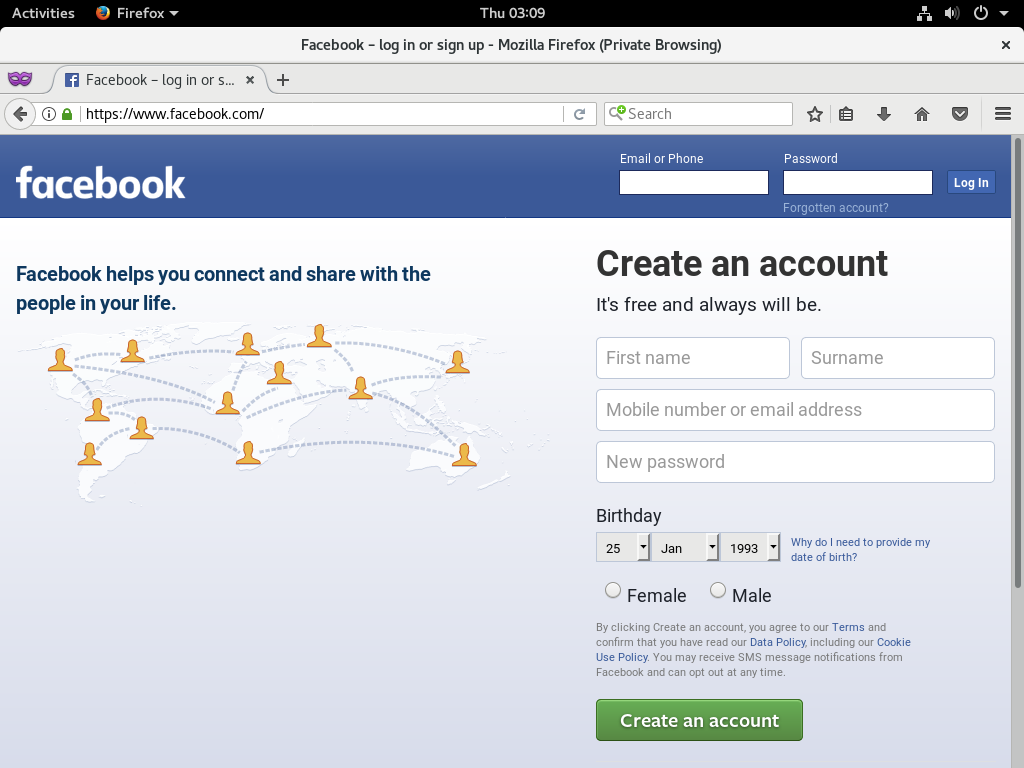 Activities Firefox Thu 03:09
Facebook – log in or sign up - Mozilla Firefox (Private Browsing)
Facebook – log in or s...
https://www.facebook.com/ Search
Email or Phone Password
facebook Log In
Forgotten account?
Facebook helps you connect and share with the
people in your life.
Create an account
It's free and always will be.
First name Surname
Mobile number or email address
New password
Birthday
25 Jan 1993
Why do I need to provide my
date of birth?
Female Male
By clicking Create an account, you agree to our Terms and
confirm that you have read our Data Policy, including our Cookie
Use Policy. You may receive SMS message notifications from
Facebook and can opt out at any time.
Create an account